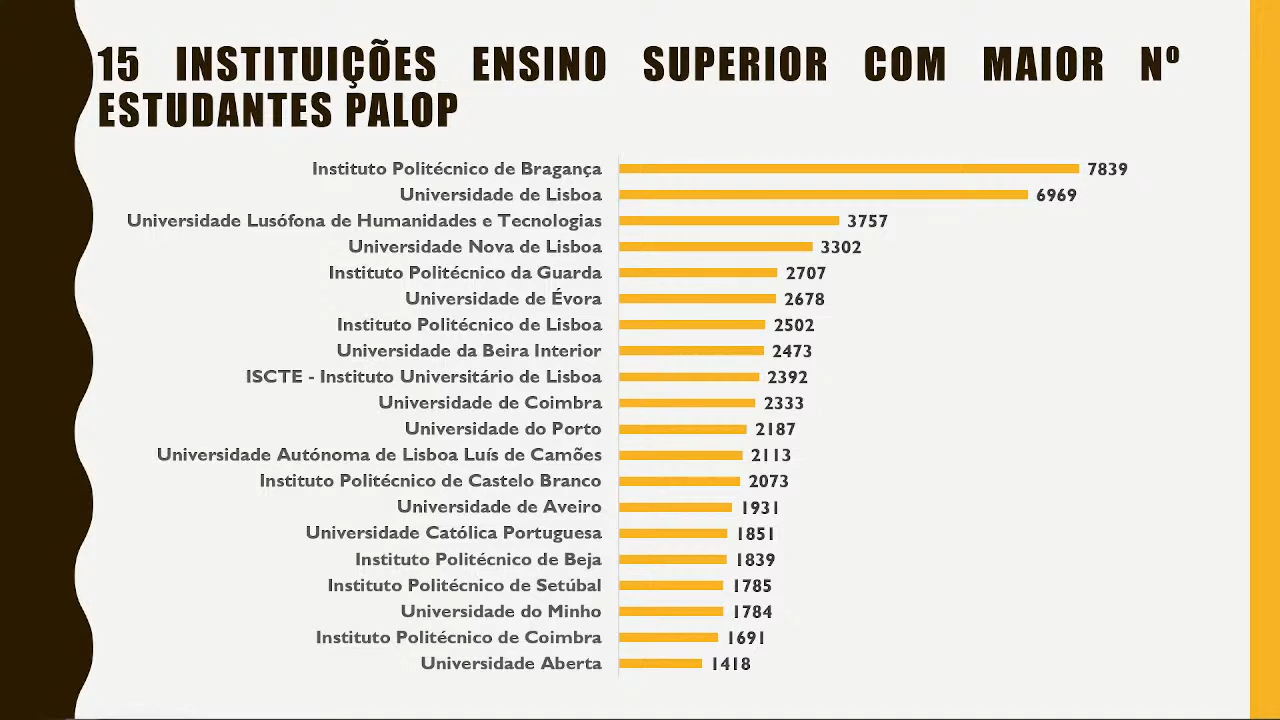 15 INSTITUIÇÕES ENSINO SUPERIOR COM MAIOR Nº
ESTUDANTES PALOP
Instituto Politécnico de Bragança 7839
Universidade de Lisboa 6969
Universidade Lusófona de Humanidades e Tecnologias 3757
Universidade Nova de Lisboa 3302
Instituto Politécnico da Guarda 2707
Universidade de Évora 2678
Instituto Politécnico de Lisboa 2502
Universidade da Beira Interior 2473
ISCTE - Instituto Universitário de Lisboa 2392
Universidade de Coimbra 2333
Universidade do Porto 2187
Universidade Autónoma de Lisboa Luís de Camões 2113
Instituto Politécnico de Castelo Branco 2073
Universidade de Aveiro 1931
Universidade Católica Portuguesa 1851
Instituto Politécnico de Beja 1839
Instituto Politécnico de Setúbal 1785
Universidade do Minho 1784
Instituto Politécnico de Coimbra 1691
Universidade Aberta 1418